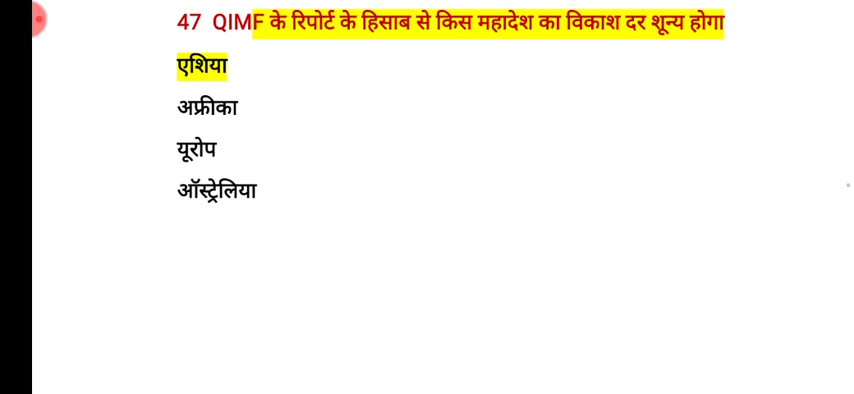 47 QIMF के रिपोर्ट के हिसाब से किस महादेश का विकाश दर शून्य होगा
एशिया
अफ्रीका
यूरोप
ऑस्ट्रेलिया